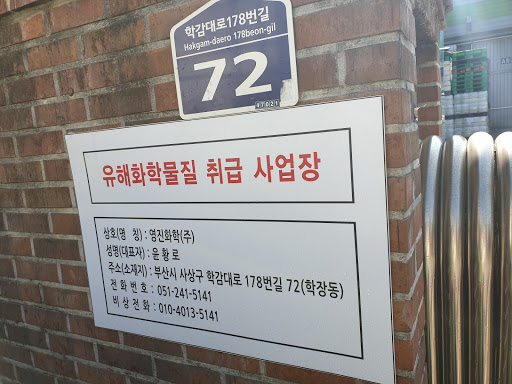 학감대로178번길
Hakgam-daero 178beon-gil
72
47021
유해화학물질 취급 사업장
상호(명 칭) : 영진화학(주)
성명(대표자) : 윤 황 로
주소(소재지) : 부산시 사상구 학감대로 178번길 72(학장동)
전 화 번 호 : 051-241-5141
비 상 전 화 : 010-4013-5141